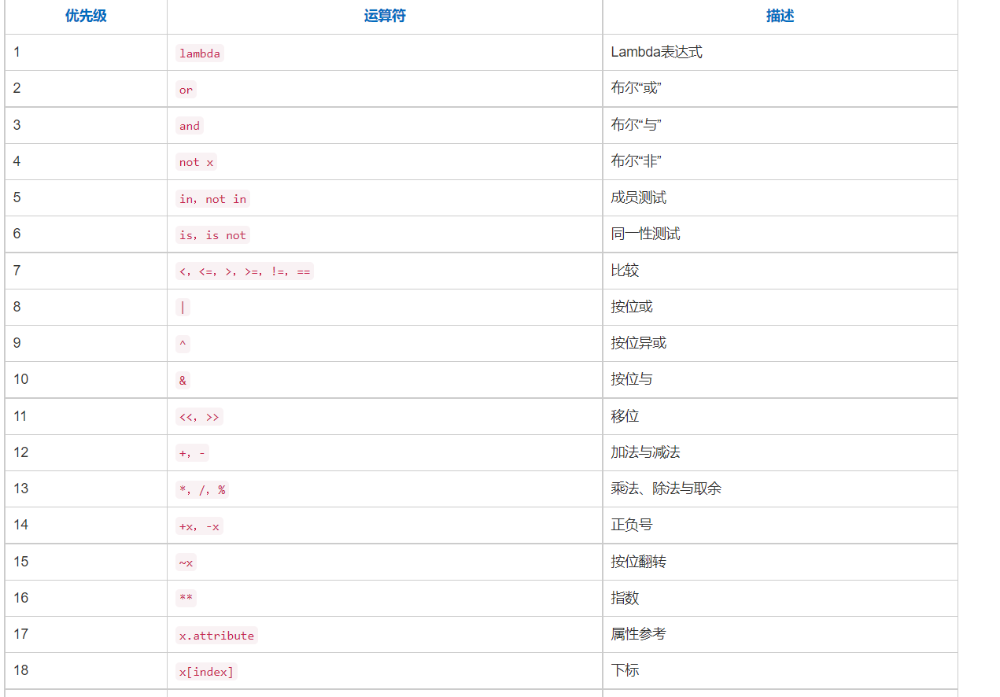 优先级 运算符 描述
1 lambda Lambda表达式
2 or 布尔“或”
3 and 布尔“与”
4 not x 布尔“非”
5 in, not in 成员测试
6 is, is not 同一性测试
7 <, <=, >, >=, !=, == 比较
8 | 按位或
9 ^ 按位异或
10 & 按位与
11 <<, >> 移位
12 +, - 加法与减法
13 *, /, % 乘法、除法与取余
14 +x, -x 正负号
15 ~x 按位翻转
16 ** 指数
17 x.attribute 属性参考
18 x[index] 下标